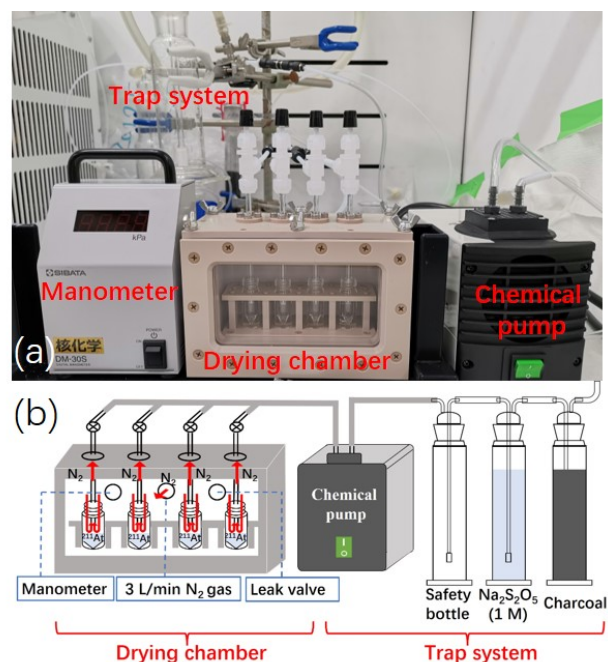 Trap system
kPa
SIBATA
Manometer
核化学
DM-30S
POWER
Chemical
pump
Drying chamber
(a)
(b)
N₂
N₂
N₂
N₂
²¹¹At
²¹¹At
²¹¹At
²¹¹At
Chemical
pump
I
O
Manometer
3 L/min N₂ gas
Leak valve
Safety
bottle
Na₂S₂O₅
(1 M)
Charcoal
Drying chamber
Trap system